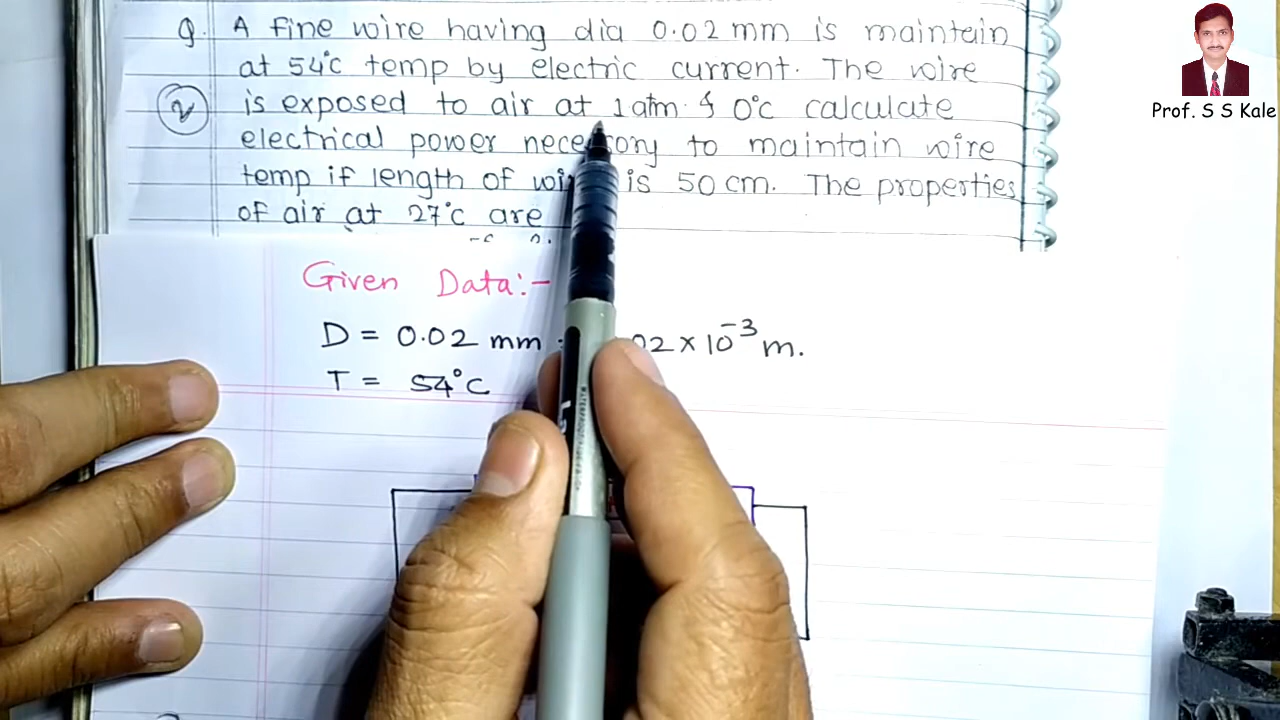 Q. A fine wire having dia 0.02 mm is maintain
at 54°C temp by electric current. The wire
is exposed to air at 1 atm & 0°C calculate
electrical power to maintain wire
temp if length of is 50 cm. The properties
of air at 27°C are
Given Data:-
D = 0.02 mm 02 × 10⁻³ m.
T = 54°C
Prof. S S Kale